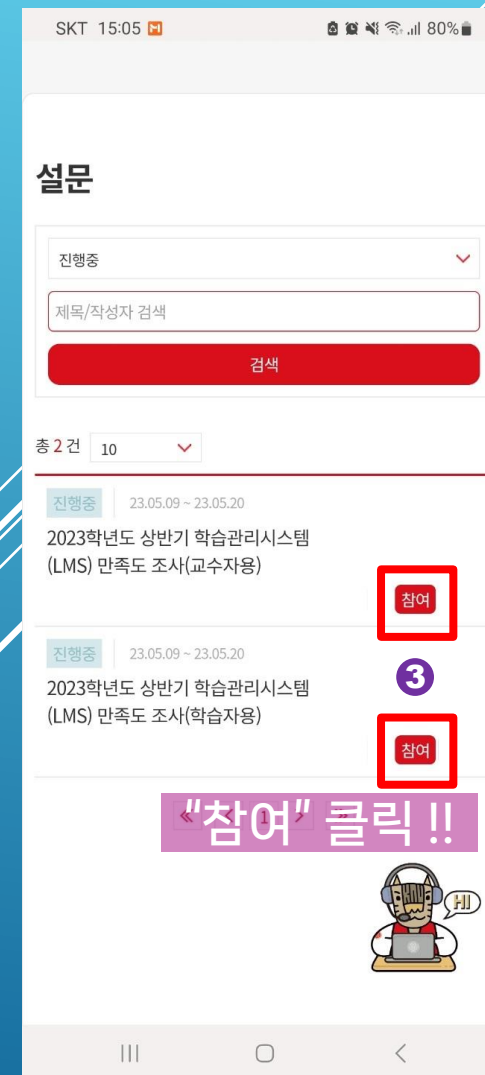 SKT 15:05 80%
설문
진행중
제목/작성자 검색
검색
총 2 건 10
진행중 23.05.09 ~ 23.05.20
2023학년도 상반기 학습관리시스템
(LMS) 만족도 조사(교수자용)
참여
진행중 23.05.09 ~ 23.05.20
3
2023학년도 상반기 학습관리시스템
(LMS) 만족도 조사(학습자용)
참여
« < 1 > »
"참여" 클릭 !!
HI